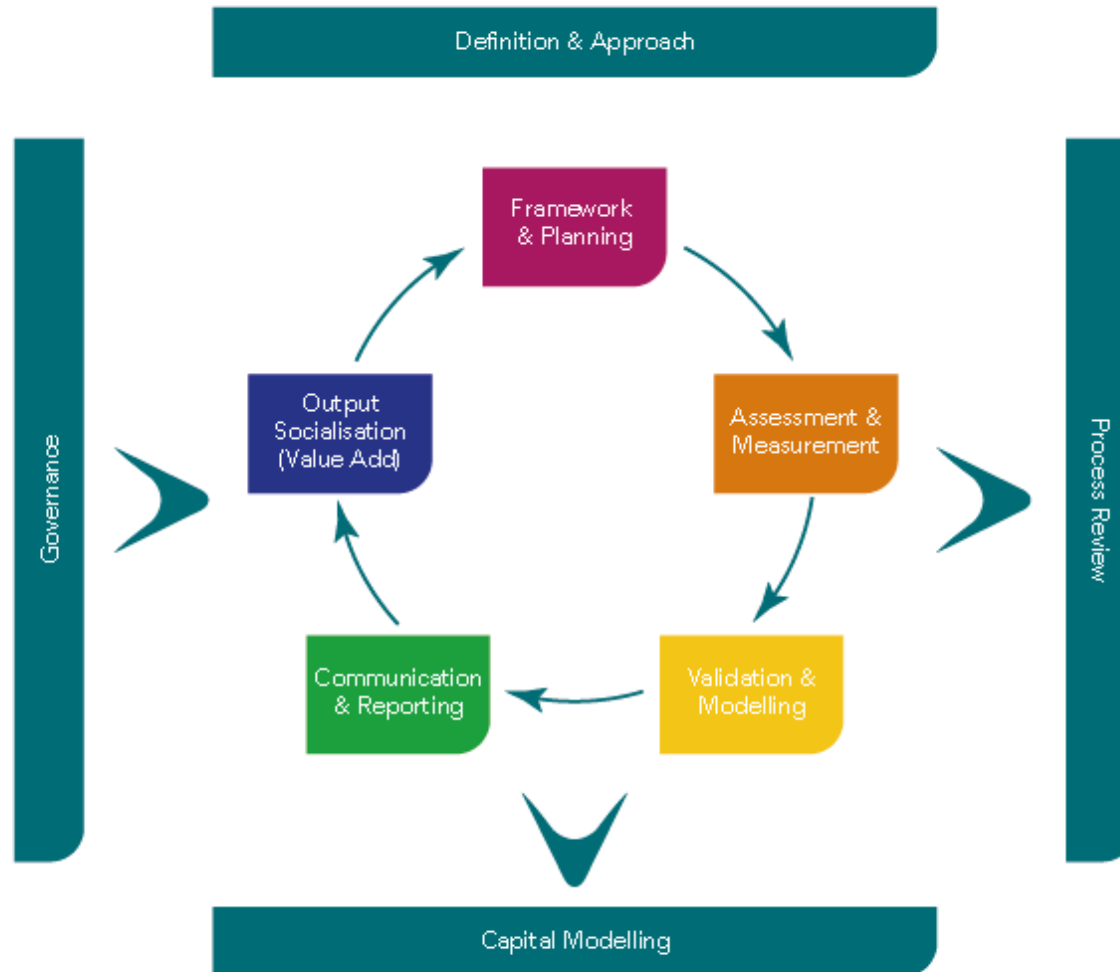 Definition & Approach
Framework
& Planning
Output
Socialisation
(Value Add)
Assessment &
Measurement
Governance
Process Review
Communication
& Reporting
Validation &
Modelling
Capital Modelling